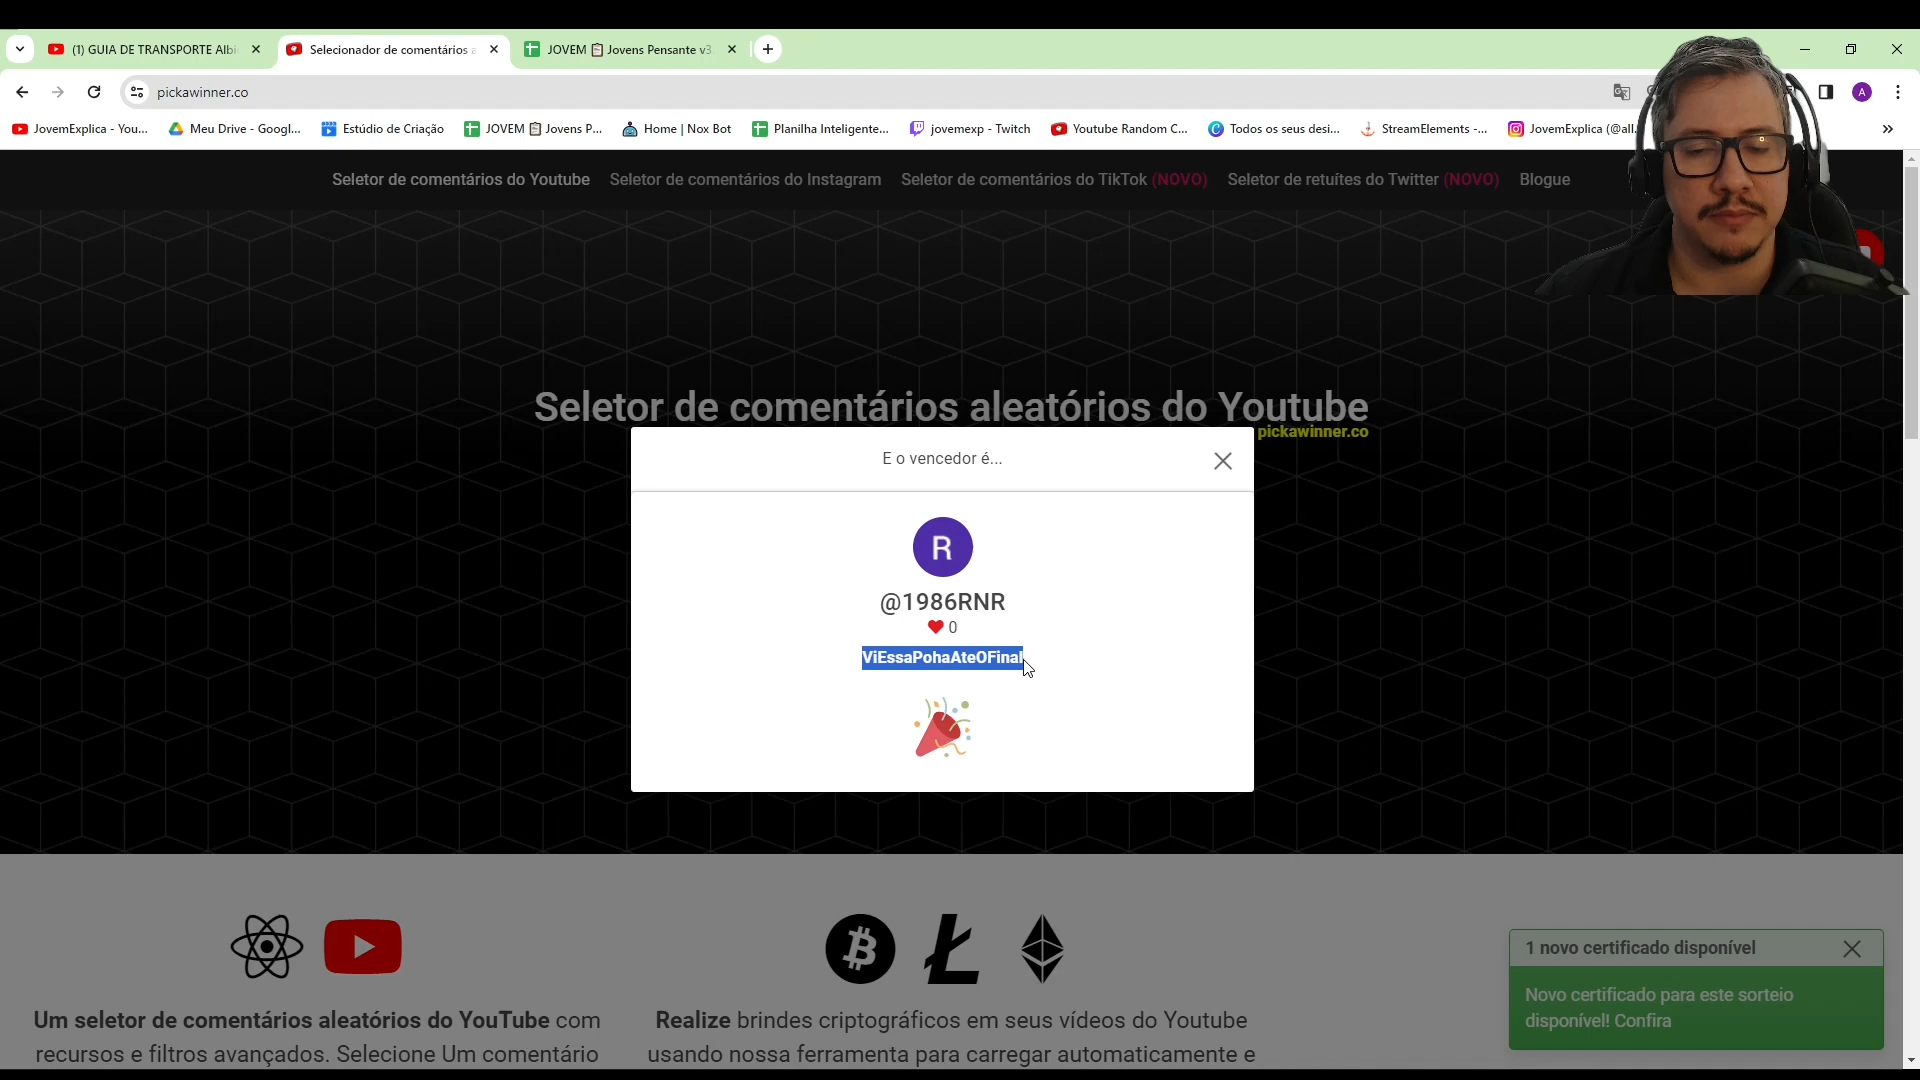 (1) GUIA DE TRANSPORTE Albi
Selecionador de comentários a
JOVEM 📋 Jovens Pensante v3
pickawinner.co
A
JovemExplica - You...
Meu Drive - Googl...
Estúdio de Criação
JOVEM 📋 Jovens P...
Home | Nox Bot
Planilha Inteligente...
jovemexp - Twitch
Youtube Random C...
Todos os seus desi...
StreamElements -...
JovemExplica (@all.
Seletor de comentários do Youtube
Seletor de comentários do Instagram
Seletor de comentários do TikTok (NOVO)
Seletor de retuítes do Twitter (NOVO)
Blogue
Seletor de comentários aleatórios do Youtube
pickawinner.co
E o vencedor é...
R
@1986RNR
0
ViEssaPohaAteOFinal
1 novo certificado disponível
Novo certificado para este sorteio
disponível! Confira
Um seletor de comentários aleatórios do YouTube com
recursos e filtros avançados. Selecione Um comentário
Realize brindes criptográficos em seus vídeos do Youtube
usando nossa ferramenta para carregar automaticamente e